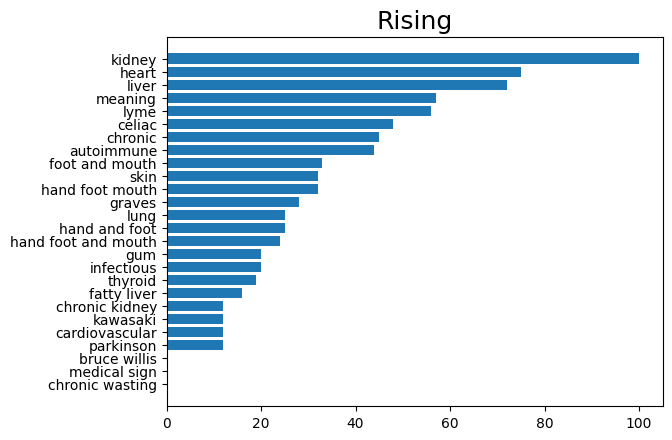 Rising
kidney
heart
liver
meaning
lyme
celiac
chronic
autoimmune
foot and mouth
skin
hand foot mouth
graves
lung
hand and foot
hand foot and mouth
gum
infectious
thyroid
fatty liver
chronic kidney
kawasaki
cardiovascular
parkinson
bruce willis
medical sign
chronic wasting
0 20 40 60 80 100